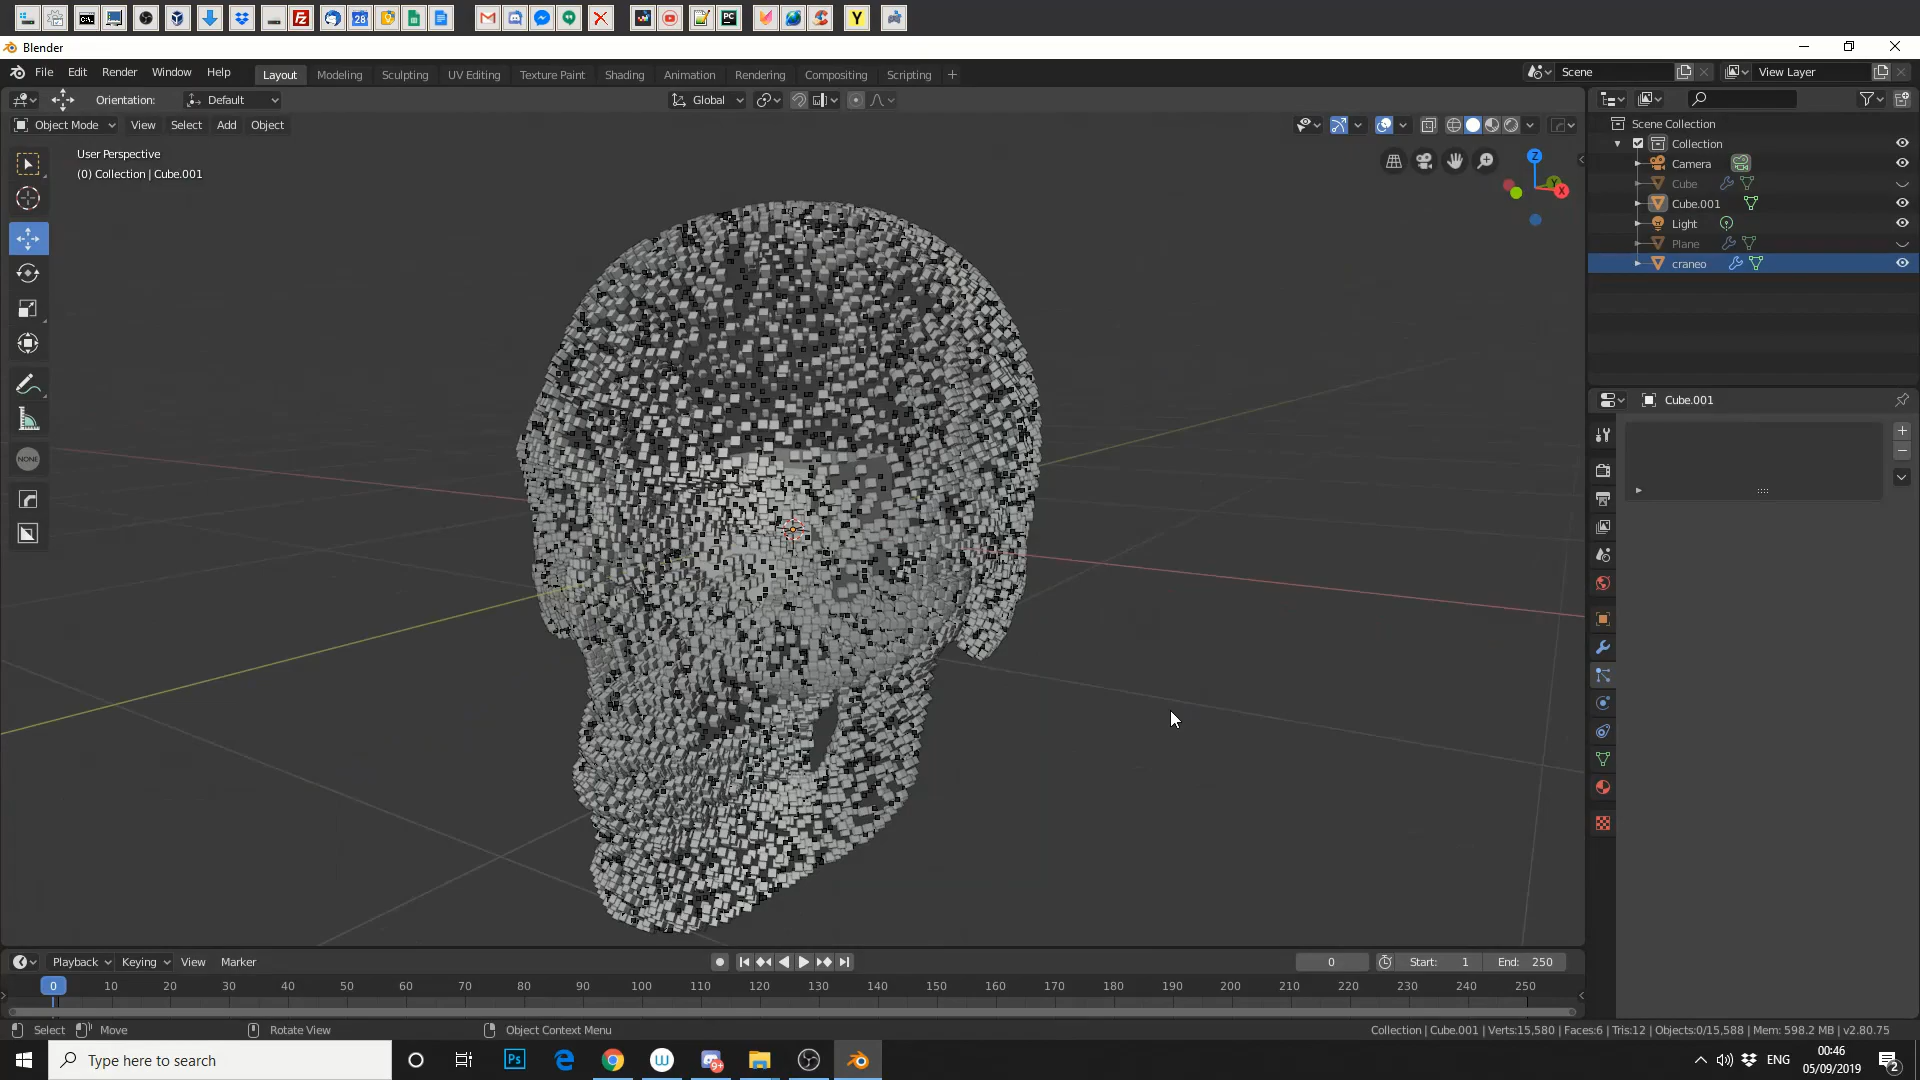 Blender
File Edit Render Window Help Layout Modeling Sculpting UV Editing Texture Paint Shading Animation Rendering Compositing Scripting + Scene View Layer
Orientation: Default Global
Object Mode View Select Add Object
User Perspective
(0) Collection | Cube.001
Z
Y
X
NONE
Scene Collection
Collection
Camera
Cube
Cube.001
Light
Plane
craneo
Cube.001
Playback Keying View Marker 0 Start: 1 End: 250
0 10 20 30 40 50 60 70 80 90 100 110 120 130 140 150 160 170 180 190 200 210 220 230 240 250
Select Move Rotate View Object Context Menu Collection | Cube.001 | Verts:15,580 | Faces:6 | Tris:12 | Objects:0/15,588 | Mem: 598.2 MB | v2.80.75
Type here to search
Ps
9+
ENG
00:46
05/09/2019
2